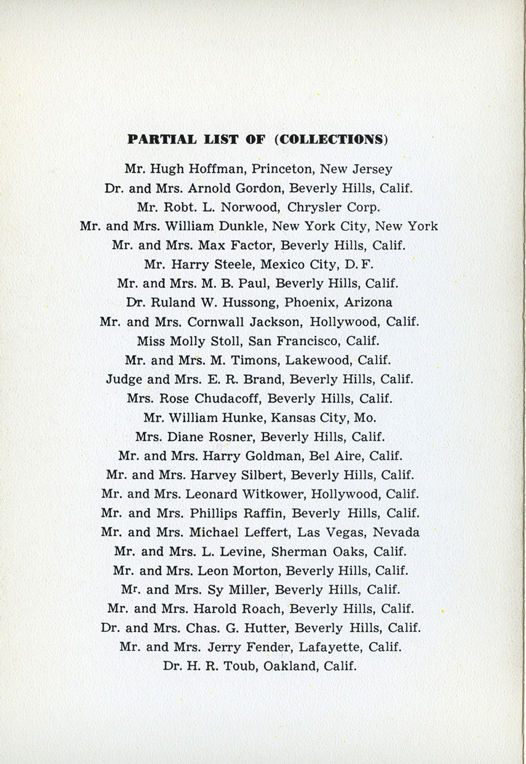 PARTIAL LIST OF (COLLECTIONS)
Mr. Hugh Hoffman, Princeton, New Jersey
Dr. and Mrs. Arnold Gordon, Beverly Hills, Calif.
Mr. Robt. L. Norwood, Chrysler Corp.
Mr. and Mrs. William Dunkle, New York City, New York
Mr. and Mrs. Max Factor, Beverly Hills, Calif.
Mr. Harry Steele, Mexico City, D. F.
Mr. and Mrs. M. B. Paul, Beverly Hills, Calif.
Dr. Ruland W. Hussong, Phoenix, Arizona
Mr. and Mrs. Cornwall Jackson, Hollywood, Calif.
Miss Molly Stoll, San Francisco, Calif.
Mr. and Mrs. M. Timons, Lakewood, Calif.
Judge and Mrs. E. R. Brand, Beverly Hills, Calif.
Mrs. Rose Chudacoff, Beverly Hills, Calif.
Mr. William Hunke, Kansas City, Mo.
Mrs. Diane Rosner, Beverly Hills, Calif.
Mr. and Mrs. Harry Goldman, Bel Aire, Calif.
Mr. and Mrs. Harvey Silbert, Beverly Hills, Calif.
Mr. and Mrs. Leonard Witkower, Hollywood, Calif.
Mr. and Mrs. Phillips Raffin, Beverly Hills, Calif.
Mr. and Mrs. Michael Leffert, Las Vegas, Nevada
Mr. and Mrs. L. Levine, Sherman Oaks, Calif.
Mr. and Mrs. Leon Morton, Beverly Hills, Calif.
Mr. and Mrs. Sy Miller, Beverly Hills, Calif.
Mr. and Mrs. Harold Roach, Beverly Hills, Calif.
Dr. and Mrs. Chas. G. Hutter, Beverly Hills, Calif.
Mr. and Mrs. Jerry Fender, Lafayette, Calif.
Dr. H. R. Toub, Oakland, Calif.